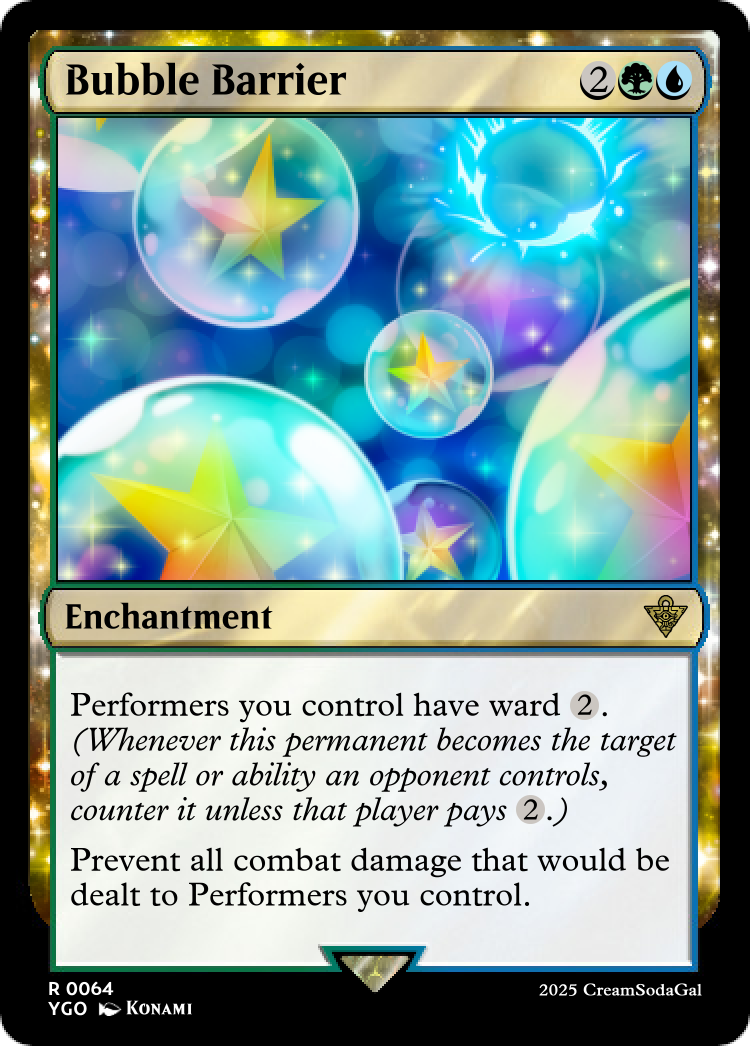 Bubble Barrier 2
Enchantment
Performers you control have ward 2.
(Whenever this permanent becomes the target
of a spell or ability an opponent controls,
counter it unless that player pays 2.)
Prevent all combat damage that would be
dealt to Performers you control.
R 0064
YGO KONAMI
2025 CreamSodaGal